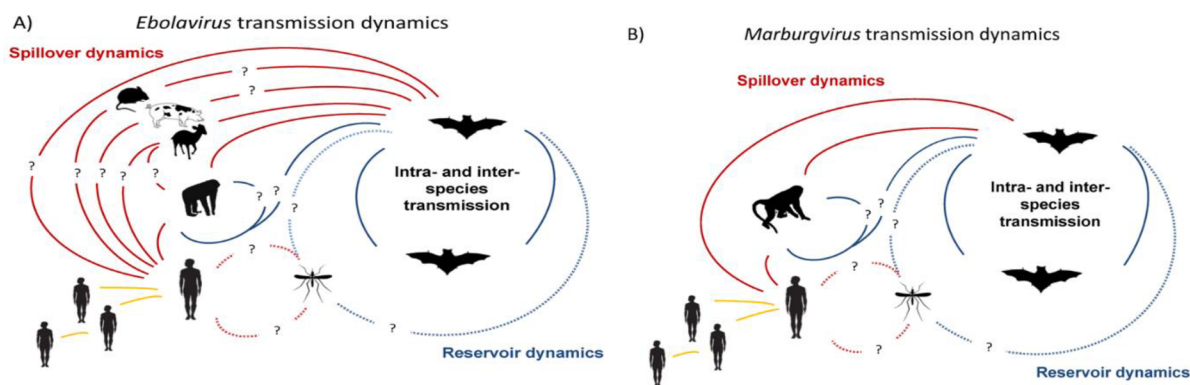 A)
Ebolavirus transmission dynamics
Spillover dynamics
?
?
?
?
?
?
?
?
?
?
?
?
?
?
Intra- and inter-
species
transmission
Reservoir dynamics
B)
Marburgvirus transmission dynamics
Spillover dynamics
?
?
?
?
?
?
Intra- and inter-
species
transmission
Reservoir dynamics